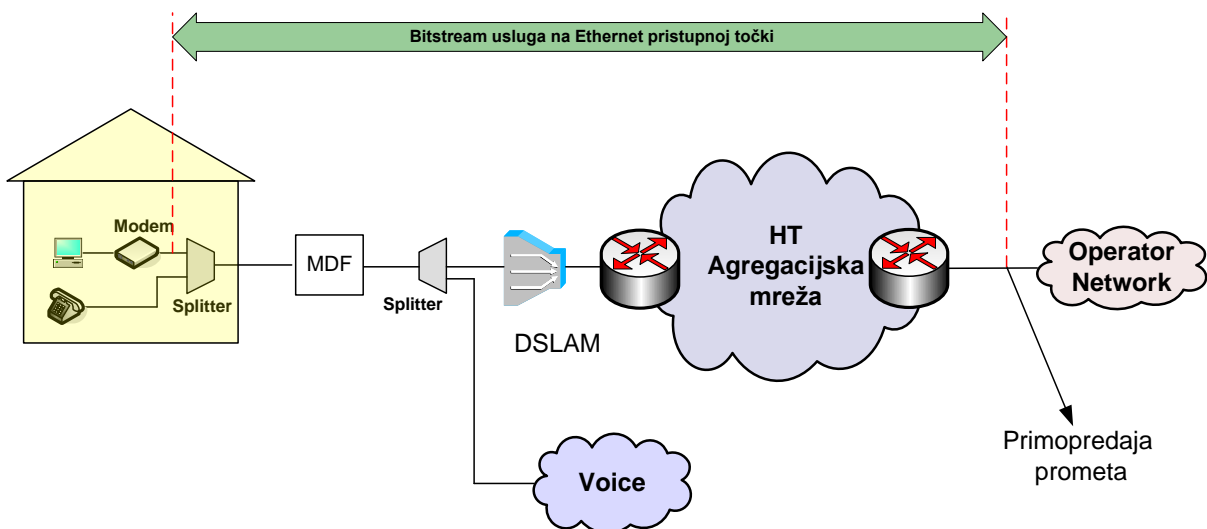 Bitstream usluga na Ethernet pristupnoj točki
Modem
Splitter
MDF
Splitter
DSLAM
HT
Agregacijska
mreža
Operator
Network
Primopredaja
prometa
Voice